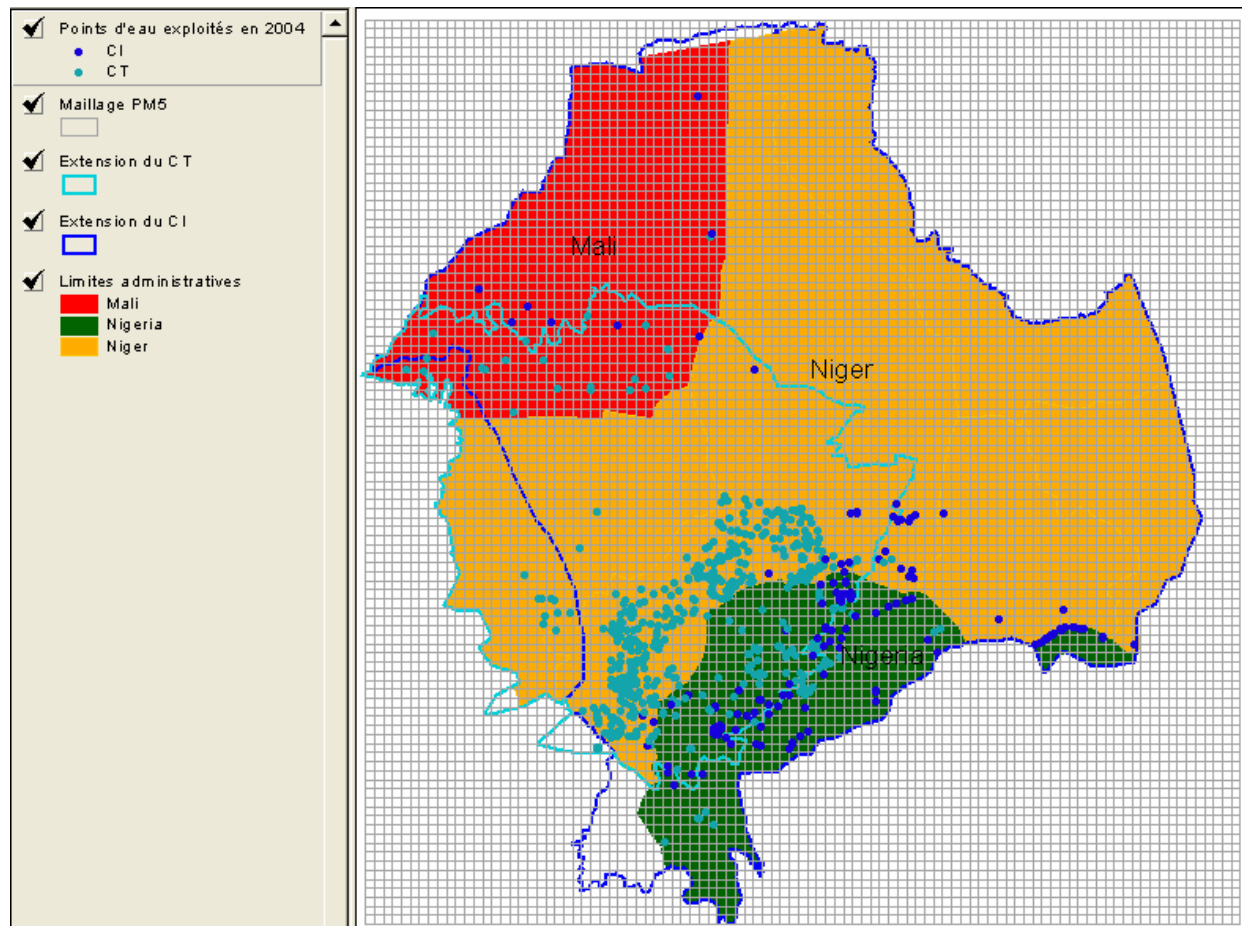 Points d'eau exploités en 2004
CI
CT
Maillage PM5
Extension du CT
Extension du CI
Limites administratives
Mali
Nigeria
Niger
Mali
Niger
Nigeria